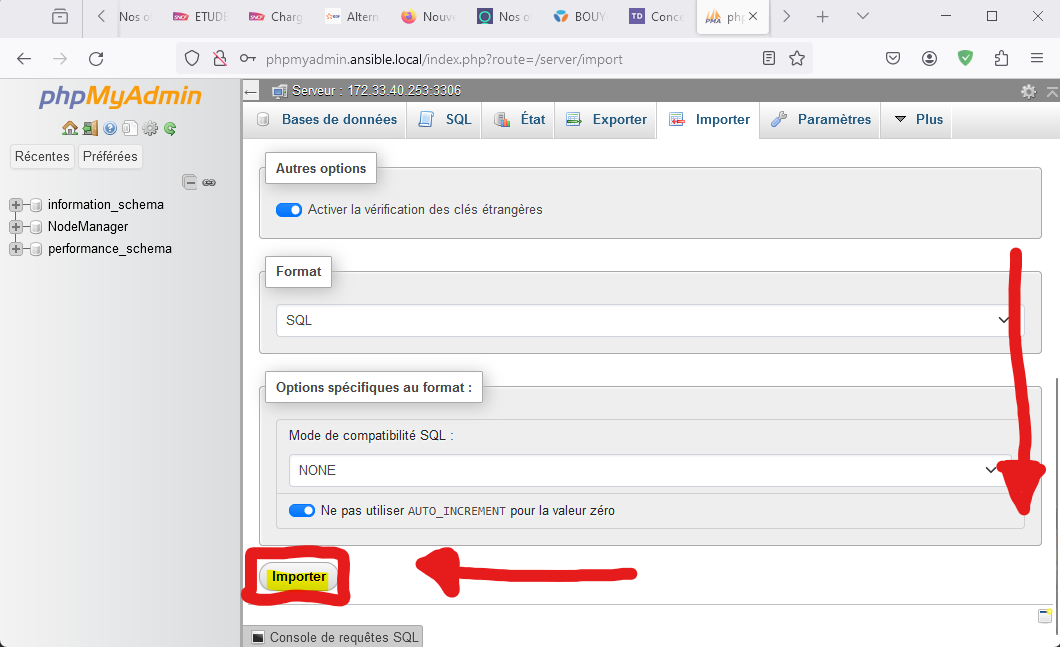 Nos o
ETUDE
Charg
Altern
Nouv
Nos o
BOUY
TD Conce
PMA php
phpmyadmin.ansible.local/index.php?route=/server/import
phpMyAdmin
Serveur : 172.33.40.253:3306
Bases de données SQL État Exporter Importer Paramètres Plus
Récentes Préférées
information_schema
NodeManager
performance_schema
Autres options
Activer la vérification des clés étrangères
Format
SQL
Options spécifiques au format :
Mode de compatibilité SQL :
NONE
Ne pas utiliser AUTO_INCREMENT pour la valeur zéro
Importer
Console de requêtes SQL